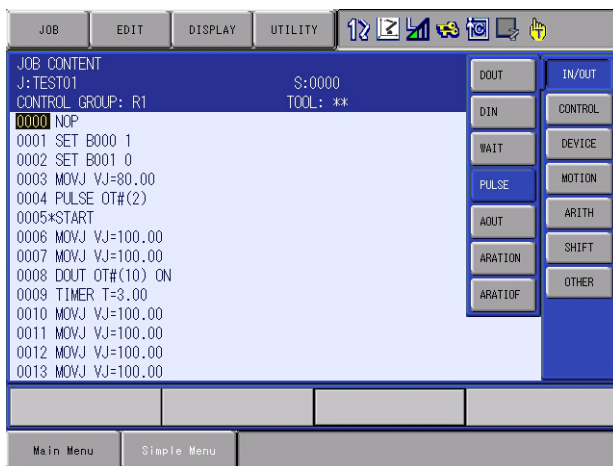 JOB EDIT DISPLAY UTILITY
JOB CONTENT
J:TEST01 S:0000
CONTROL GROUP: R1 TOOL: **
0000 NOP
0001 SET B000 1
0002 SET B001 0
0003 MOVJ VJ=80.00
0004 PULSE OT#(2)
0005*START
0006 MOVJ VJ=100.00
0007 MOVJ VJ=100.00
0008 DOUT OT#(10) ON
0009 TIMER T=3.00
0010 MOVJ VJ=100.00
0011 MOVJ VJ=100.00
0012 MOVJ VJ=100.00
0013 MOVJ VJ=100.00
DOUT
DIN
WAIT
PULSE
AOUT
ARATION
ARATIOF
IN/OUT
CONTROL
DEVICE
MOTION
ARITH
SHIFT
OTHER
Main Menu Simple Menu